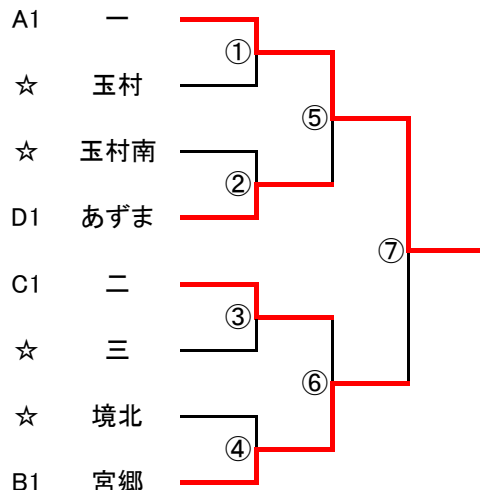 A1 一
①
☆ 玉村
⑤
☆ 玉村南
②
D1 あずま
⑦
C1 二
③
☆ 三
⑥
☆ 境北
④
B1 宮郷